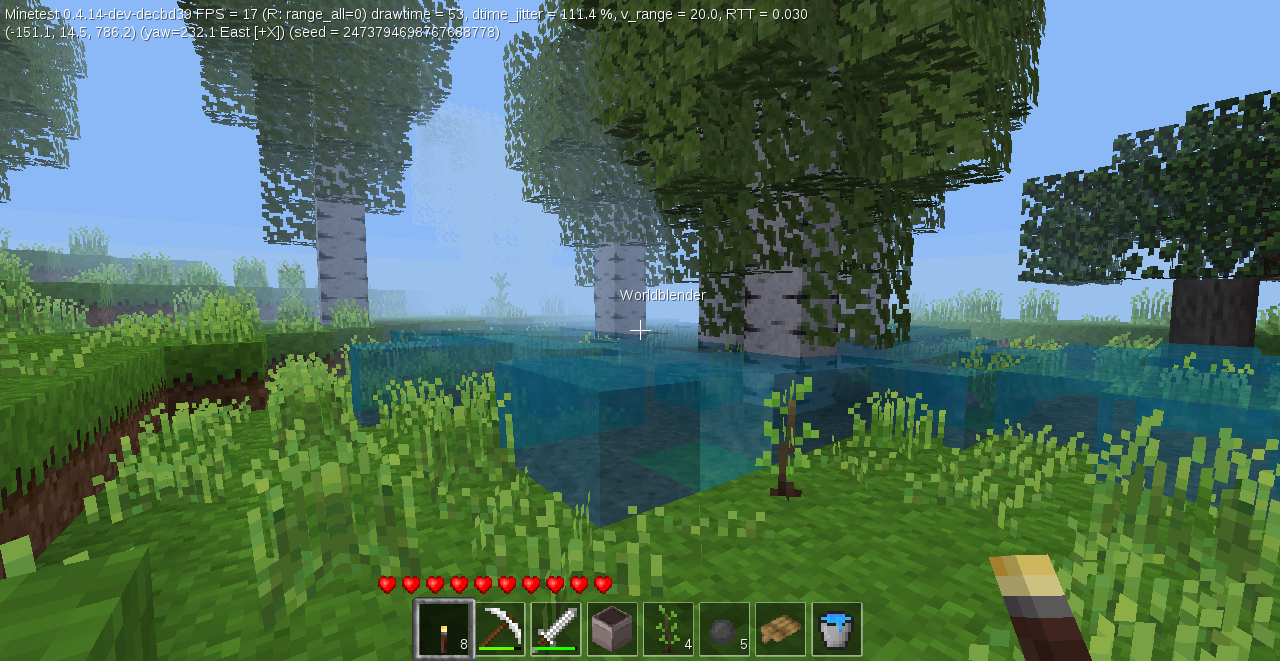 Minetest 0.4.14-dev-decbd39 FPS = 17 (R: range_all=0) drawtime = 53, dtime_jitter = 111.4 %, v_range = 20.0, RTT = 0.030
(-151.1, 14.5, 786.2) (yaw=232.1 East [+X]) (seed = 2473794698767688778)
Worldblender
8
4
5